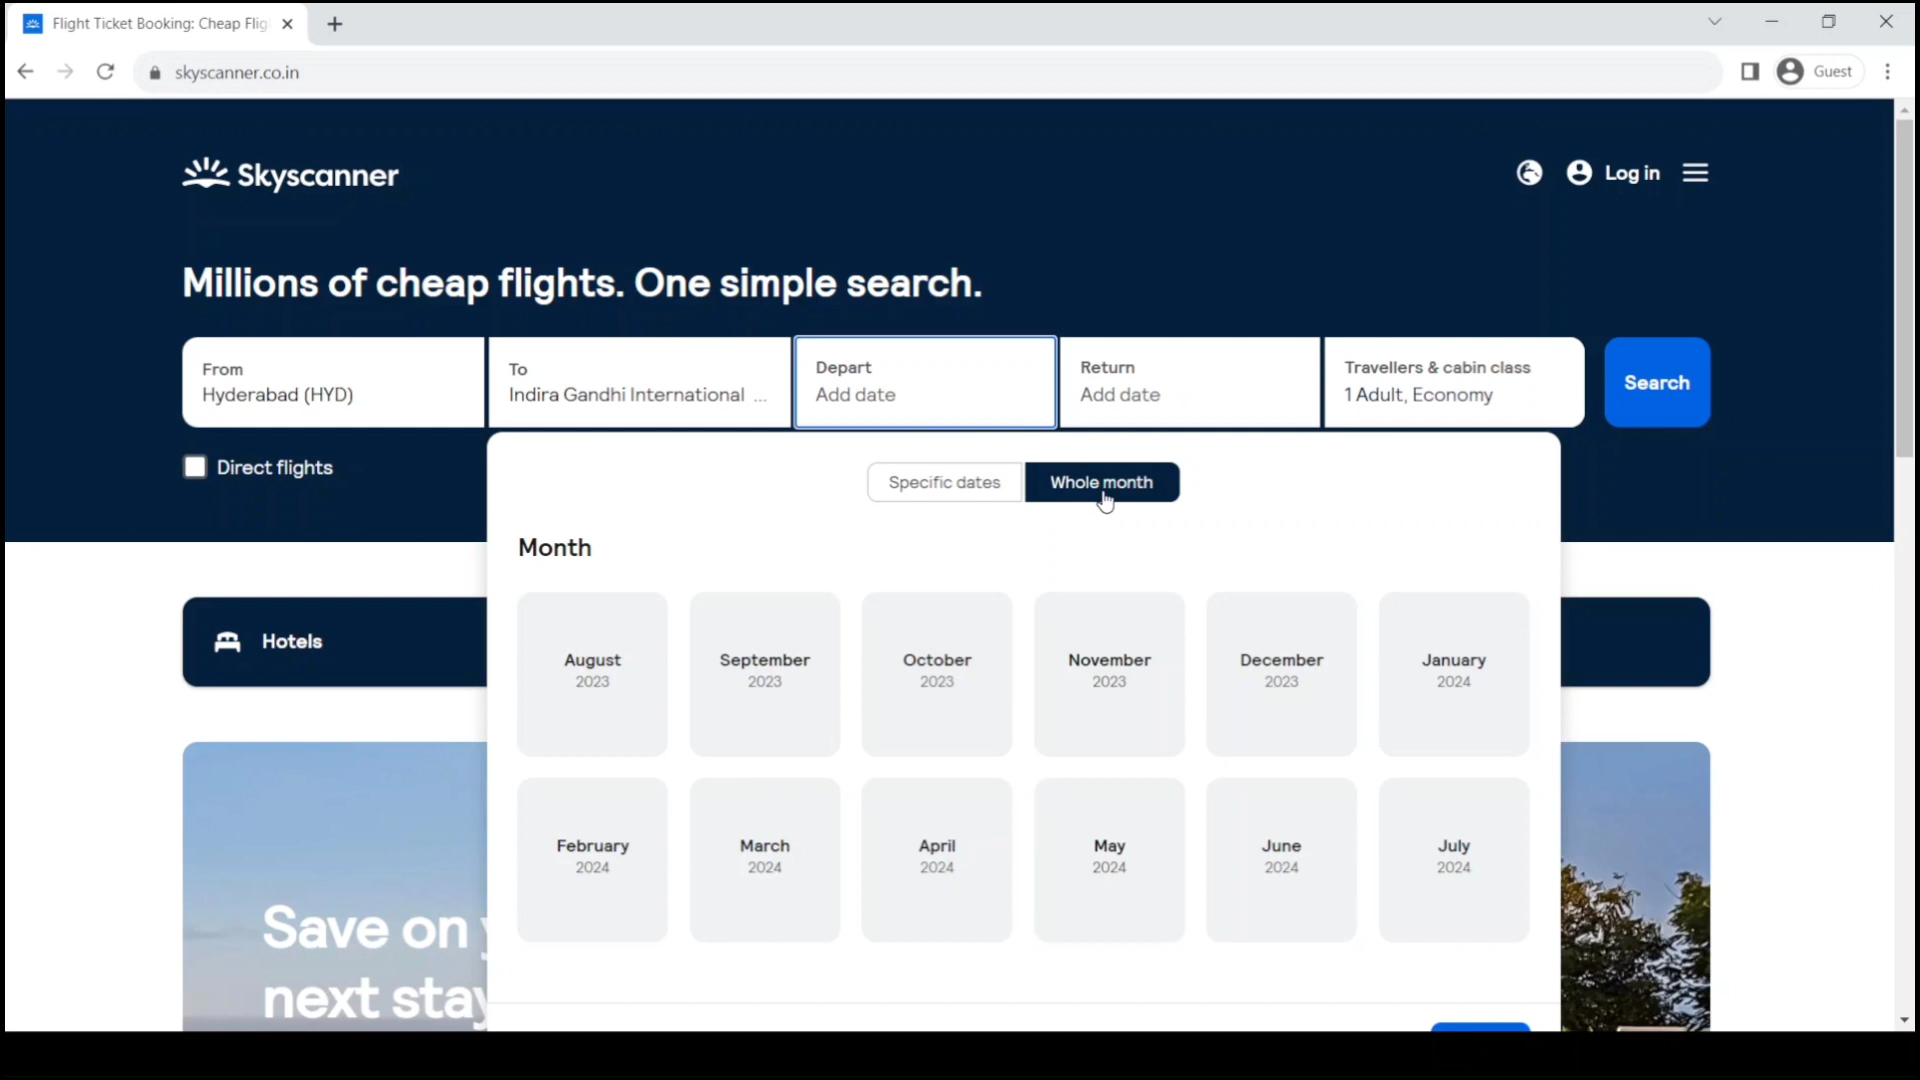 Flight Ticket Booking: Cheap Flig
skyscanner.co.in
Guest
Skyscanner
Log in
Millions of cheap flights. One simple search.
From
Hyderabad (HYD)
To
Indira Gandhi International ...
Depart
Add date
Return
Add date
Travellers & cabin class
1 Adult, Economy
Search
Direct flights
Specific dates
Whole month
Month
Hotels
August
2023
September
2023
October
2023
November
2023
December
2023
January
2024
February
2024
March
2024
April
2024
May
2024
June
2024
July
2024
Save on
next stay